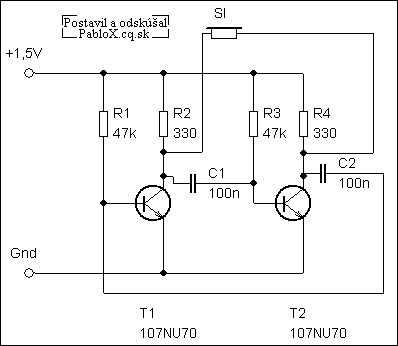 Postavil a odskúšal
PabloX.cq.sk
Sl
+1,5V
R1
47k
R2
330
R3
47k
R4
330
C1
100n
C2
100n
Gnd
T1
107NU70
T2
107NU70